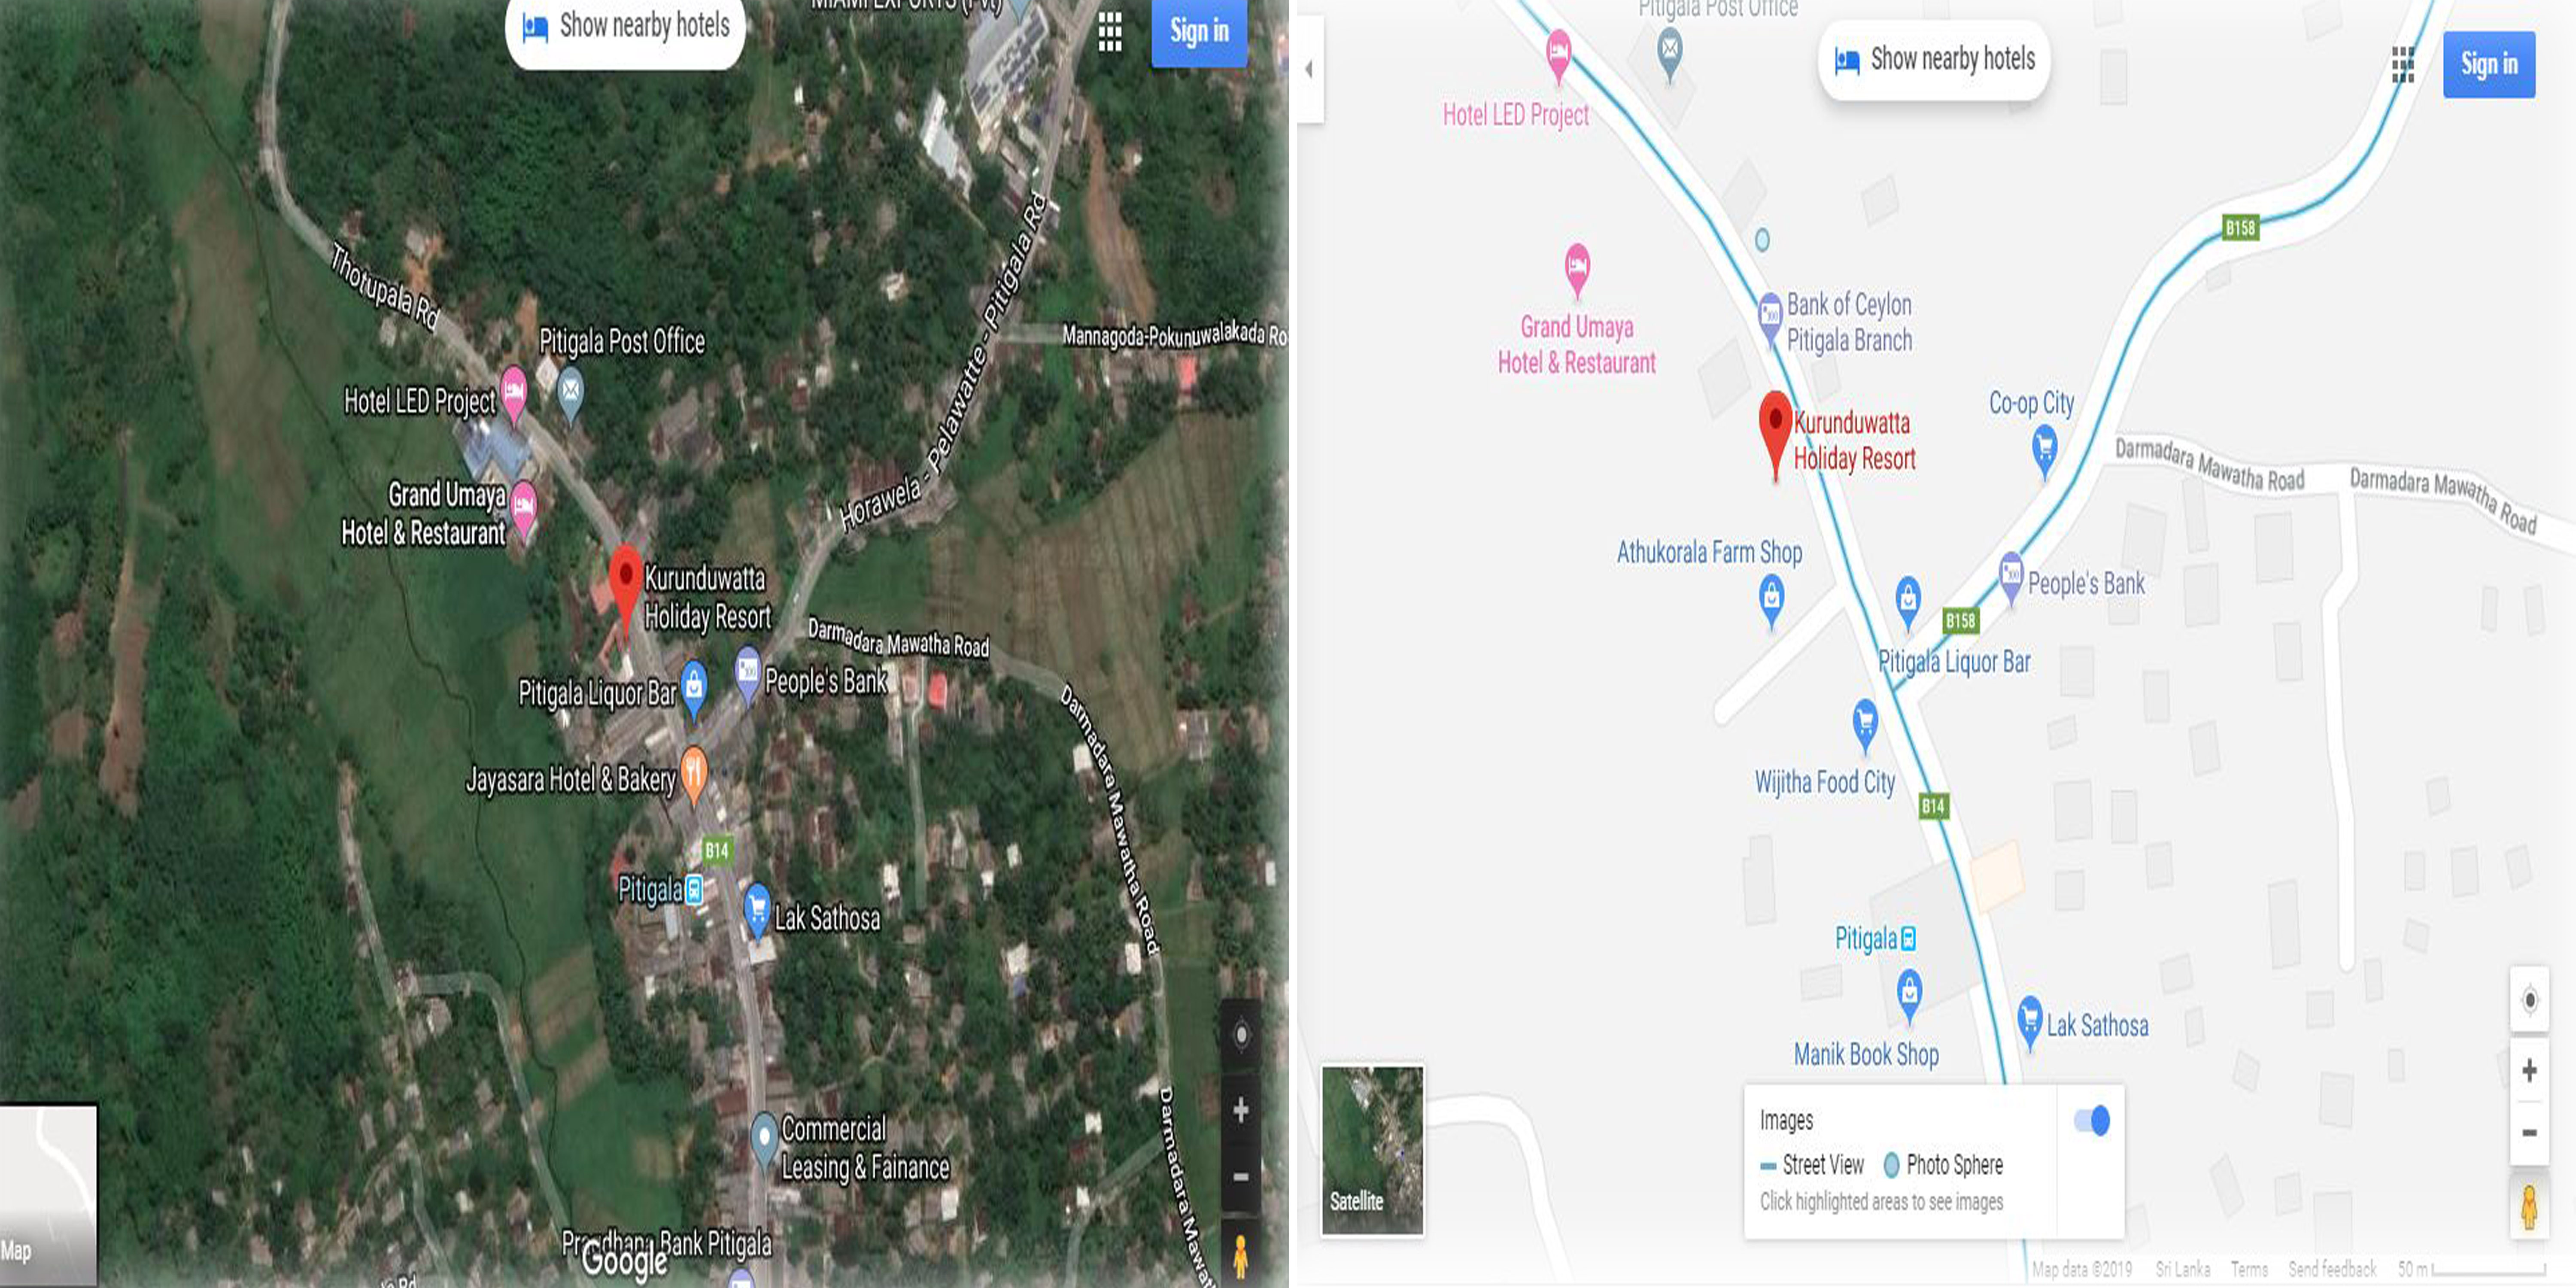 MIAMI EXPORTS (Pvt)
Show nearby hotels
Sign in
Thotupala Rd
Horawela - Pelawatte - Pitigala Rd
Mannagoda-Pokunuwalakada Ro
Pitigala Post Office
Hotel LED Project
Grand Umaya
Hotel & Restaurant
Kurunduwatta
Holiday Resort
Darmadara Mawatha Road
Pitigala Liquor Bar
People's Bank
Darmadara Mawatha Road
Jayasara Hotel & Bakery
B14
Pitigala
Lak Sathosa
Commercial
Leasing & Fainance
Darmadara Mawat
Pradhana Bank Pitigala
Google
Map
Rd
Pitigala Post Office
Show nearby hotels
Sign in
Hotel LED Project
B158
Grand Umaya
Hotel & Restaurant
Bank of Ceylon
Pitigala Branch
Kurunduwatta
Holiday Resort
Co-op City
Darmadara Mawatha Road
Darmadara Mawatha Road
Athukorala Farm Shop
People's Bank
B158
Pitigala Liquor Bar
Wijitha Food City
B14
Pitigala
Manik Book Shop
Lak Sathosa
Images
Street View
Photo Sphere
Click highlighted areas to see images
Satellite
Map data ©2019 Sri Lanka Terms Send feedback 50 m